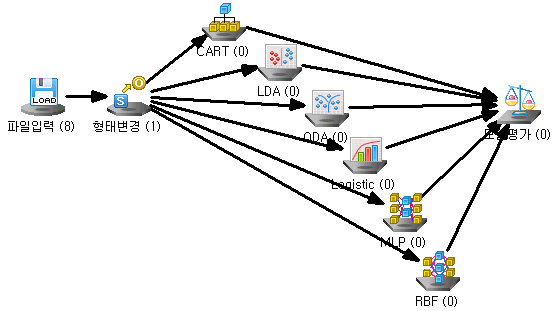 CART (0)
LDA (0)
LOAD
S
O
파일입력 (8)
형태변경 (1)
QDA (0)
모형평가 (0)
Logistic (0)
MLP (0)
RBF (0)